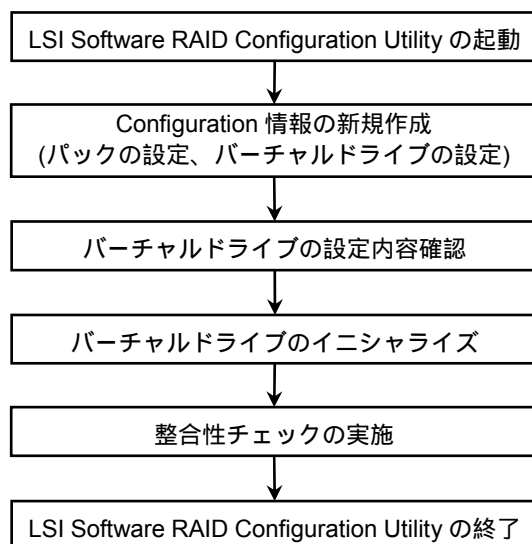 LSI Software RAID Configuration Utility の起動
Configuration 情報の新規作成
(パックの設定、バーチャルドライブの設定)
バーチャルドライブの設定内容確認
バーチャルドライブのイニシャライズ
整合性チェックの実施
LSI Software RAID Configuration Utility の終了